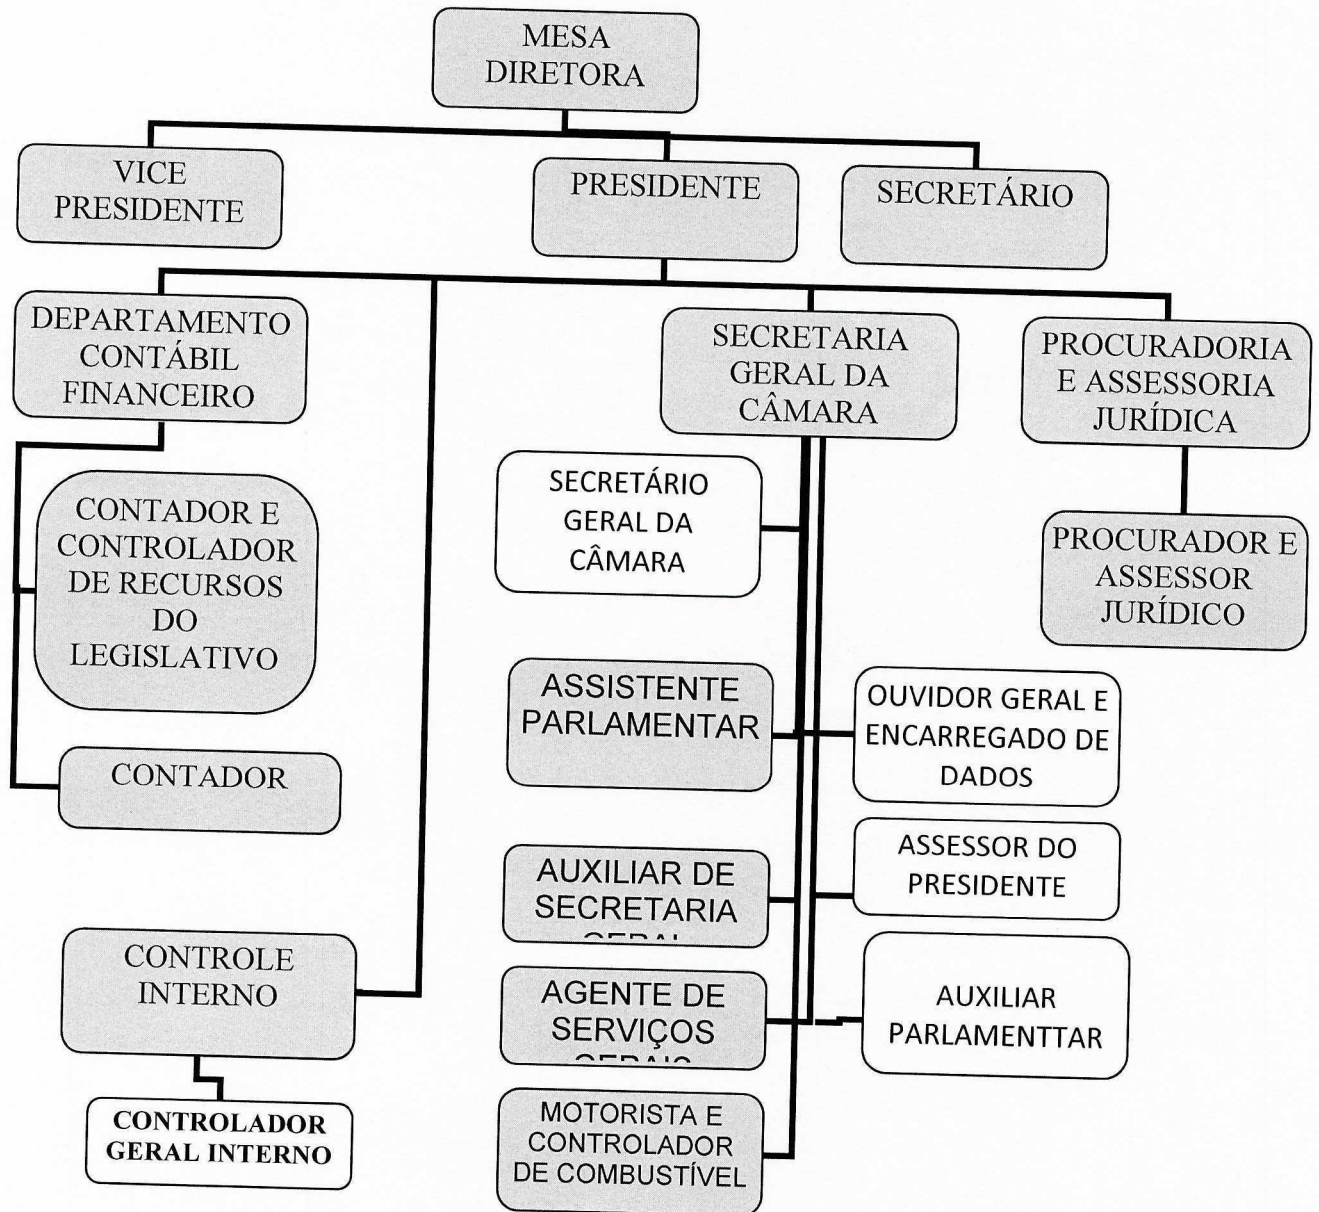 MESA
DIRETORA
VICE
PRESIDENTE
PRESIDENTE
SECRETÁRIO
DEPARTAMENTO
CONTÁBIL
FINANCEIRO
SECRETARIA
GERAL DA
CÂMARA
PROCURADORIA
E ASSESSORIA
JURÍDICA
CONTADOR E
CONTROLADOR
DE RECURSOS
DO
LEGISLATIVO
SECRETÁRIO
GERAL DA
CÂMARA
PROCURADOR E
ASSESSOR
JURÍDICO
ASSISTENTE
PARLAMENTAR
OUVIDOR GERAL E
ENCARREGADO DE
DADOS
CONTADOR
ASSESSOR DO
PRESIDENTE
AUXILIAR DE
SECRETARIA
GERAL
CONTROLE
INTERNO
AGENTE DE
SERVIÇOS
GERAIS
AUXILIAR
PARLAMENTTAR
CONTROLADOR
GERAL INTERNO
MOTORISTA E
CONTROLADOR
DE COMBUSTÍVEL